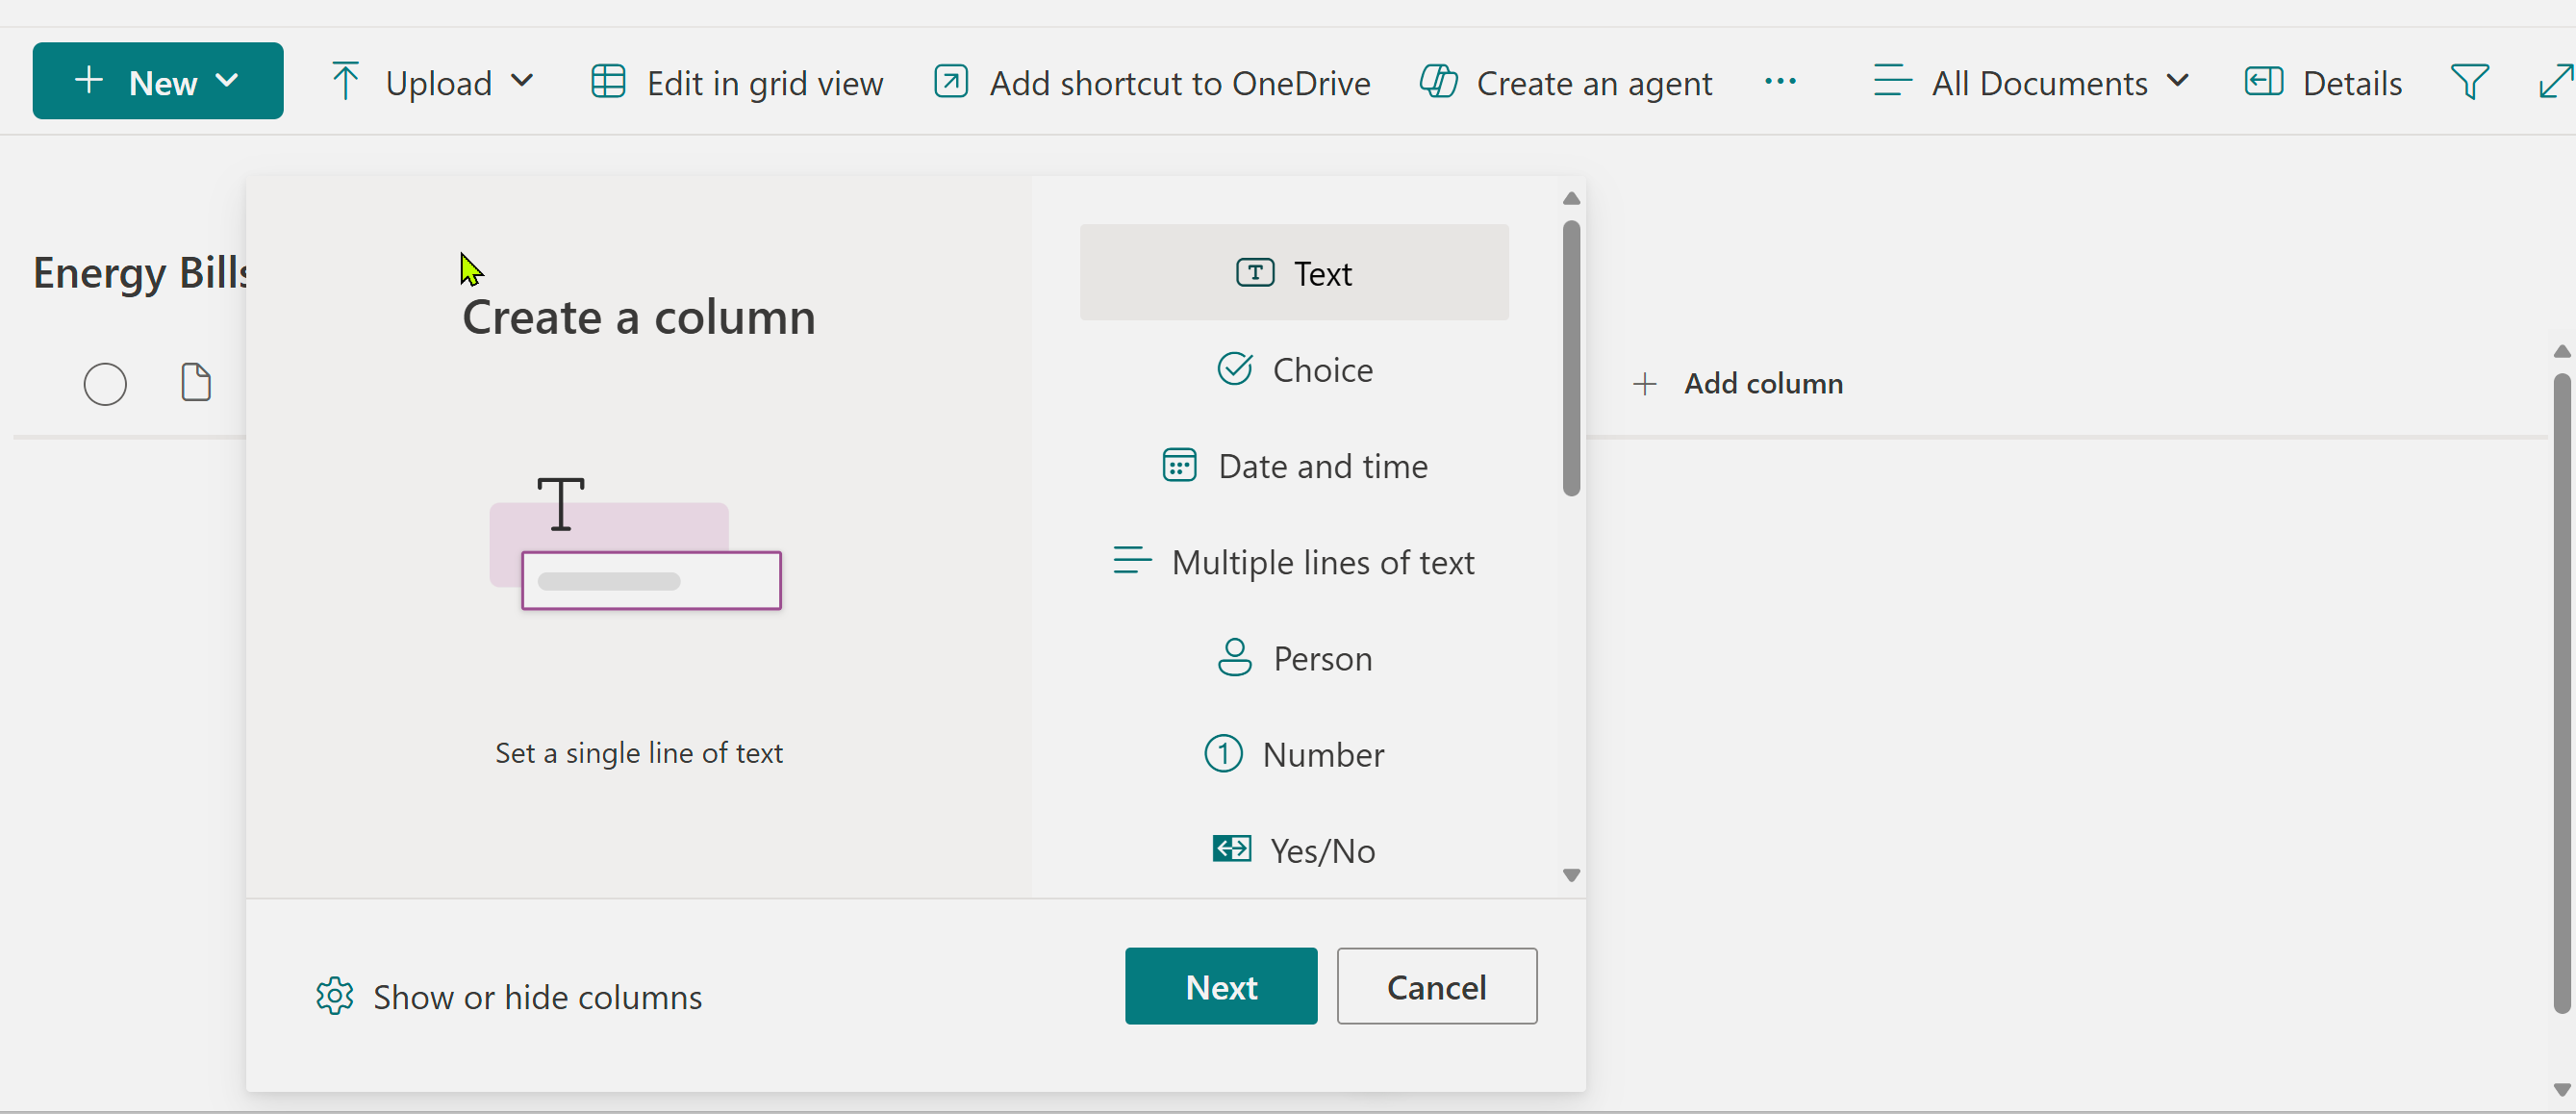 New
Upload
Edit in grid view
Add shortcut to OneDrive
Create an agent
All Documents
Details
Energy Bills
Create a column
Set a single line of text
Text
Choice
Date and time
Multiple lines of text
Person
Number
Yes/No
Add column
Show or hide columns
Next
Cancel